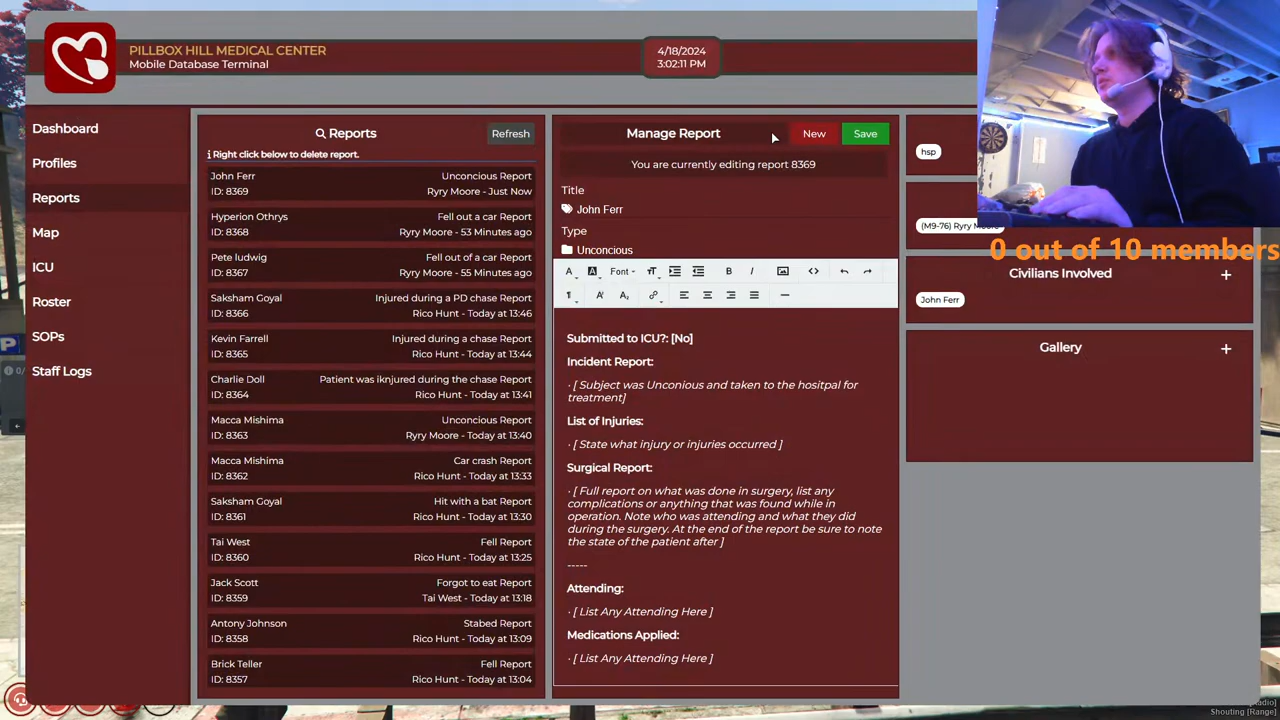 PILLBOX HILL MEDICAL CENTER
Mobile Database Terminal
4/18/2024
3:02:11 PM
Dashboard
Profiles
Reports
Map
ICU
Roster
SOPs
Staff Logs
Reports
Refresh
Right click below to delete report.
John Ferr Unconcious Report
ID: 8369 Ryry Moore - Just Now
Hyperion Othrys Fell out a car Report
ID: 8368 Ryry Moore - 53 Minutes ago
Pete ludwig Fell out of a car Report
ID: 8367 Ryry Moore - 55 Minutes ago
Saksham Goyal Injured during a PD chase Report
ID: 8366 Rico Hunt - Today at 13:46
Kevin Farrell Injured during a chase Report
ID: 8365 Rico Hunt - Today at 13:44
Charlie Doll Patient was iknjured during the chase Report
ID: 8364 Rico Hunt - Today at 13:41
Macca Mishima Unconcious Report
ID: 8363 Ryry Moore - Today at 13:40
Macca Mishima Car crash Report
ID: 8362 Rico Hunt - Today at 13:33
Saksham Goyal Hit with a bat Report
ID: 8361 Rico Hunt - Today at 13:30
Tai West Fell Report
ID: 8360 Rico Hunt - Today at 13:25
Jack Scott Forgot to eat Report
ID: 8359 Tai West - Today at 13:18
Antony Johnson Stabed Report
ID: 8358 Rico Hunt - Today at 13:09
Brick Teller Fell Report
ID: 8357 Rico Hunt - Today at 13:04
Manage Report
New
Save
You are currently editing report 8369
Title
John Ferr
Type
Unconcious
Font
Submitted to ICU?: [No]
Incident Report:
· [ Subject was Unconious and taken to the hositpal for
treatment]
List of Injuries:
· [ State what injury or injuries occurred ]
Surgical Report:
· [ Full report on what was done in surgery, list any
complications or anything that was found while in
operation. Note who was attending and what they did
during the surgery. At the end of the report be sure to note
the state of the patient after ]
-----
Attending:
· [ List Any Attending Here ]
Medications Applied:
· [ List Any Attending Here ]
hsp
(M9-76) Ryry
0 out of 10 members
Civilians Involved +
John Ferr
Gallery +
Shouting [Range]